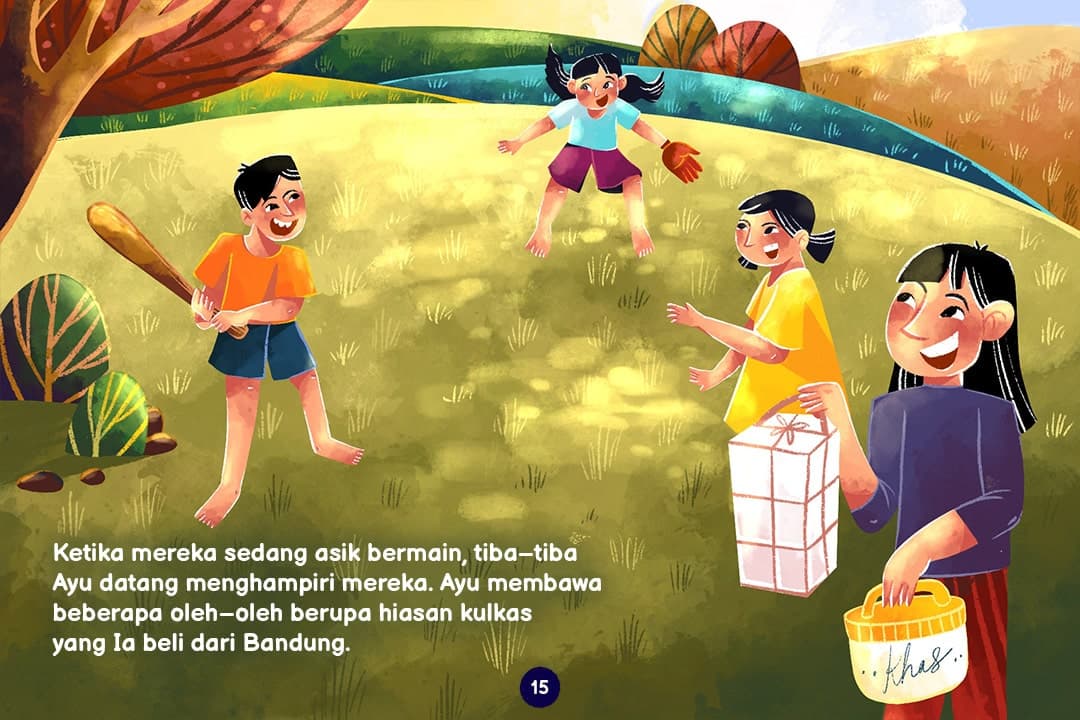 Ketika mereka sedang asik bermain, tiba–tiba
Ayu datang menghampiri mereka. Ayu membawa
beberapa oleh–oleh berupa hiasan kulkas
yang Ia beli dari Bandung.
..Khas..
15